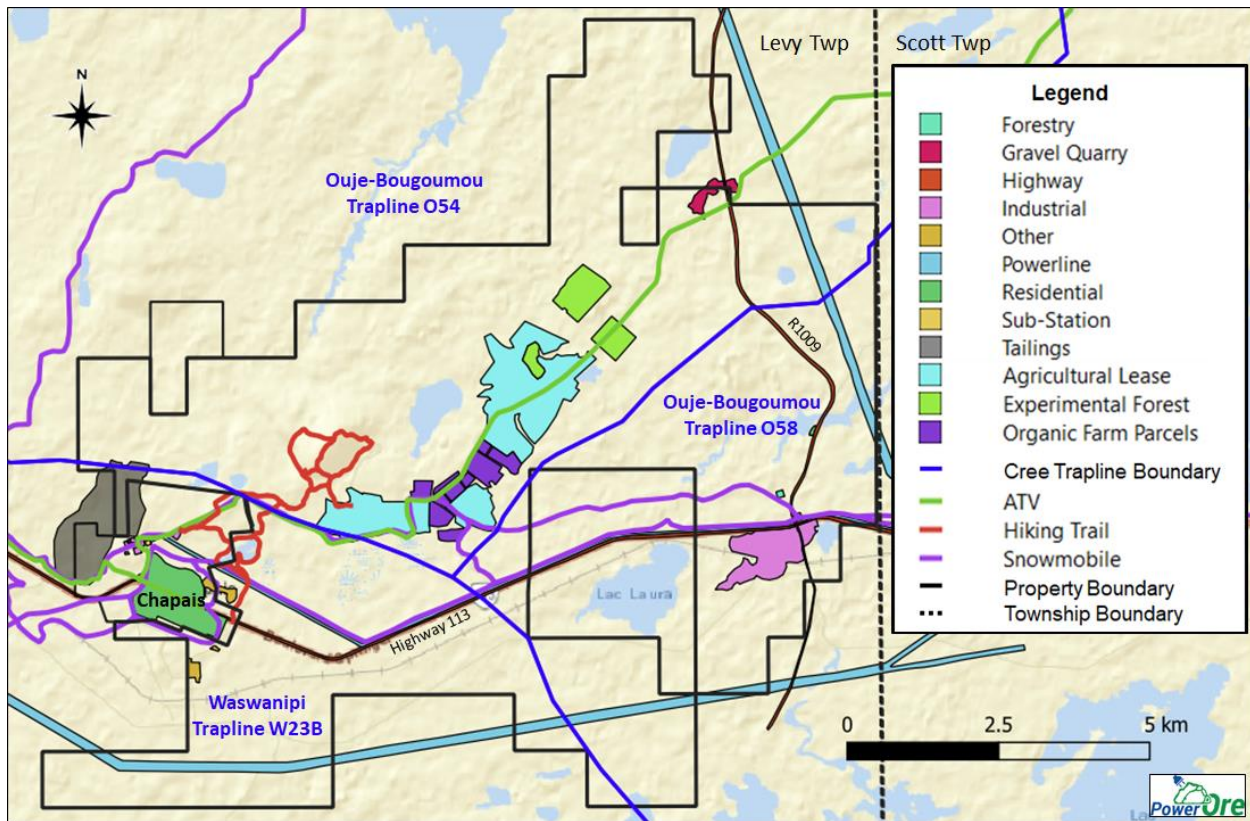 Levy Twp
Scott Twp
N
Legend
Forestry
Gravel Quarry
Highway
Industrial
Other
Powerline
Residential
Sub-Station
Tailings
Agricultural Lease
Experimental Forest
Organic Farm Parcels
Cree Trapline Boundary
ATV
Hiking Trail
Snowmobile
Property Boundary
Township Boundary
Ouje-Bougoumou
Trapline O54
R1009
Ouje-Bougoumou
Trapline O58
Chapais
Lac Laura
Highway 113
Waswanipi
Trapline W23B
0 2.5 5 km
PowerOre